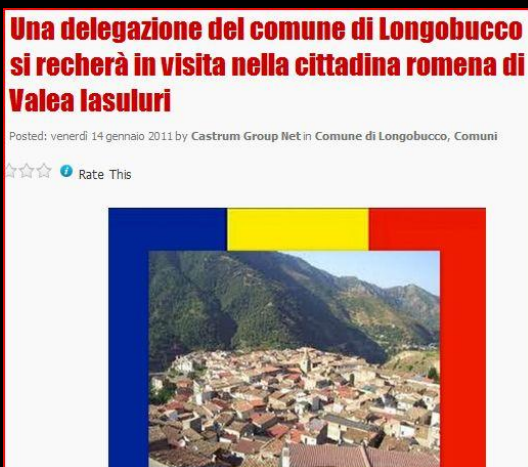 Una delegazione del comune di Longobucco
si recherà in visita nella cittadina romena di
Valea Iasuluri
Posted: venerdì 14 gennaio 2011 by Castrum Group Net in Comune di Longobucco, Comuni
Rate This